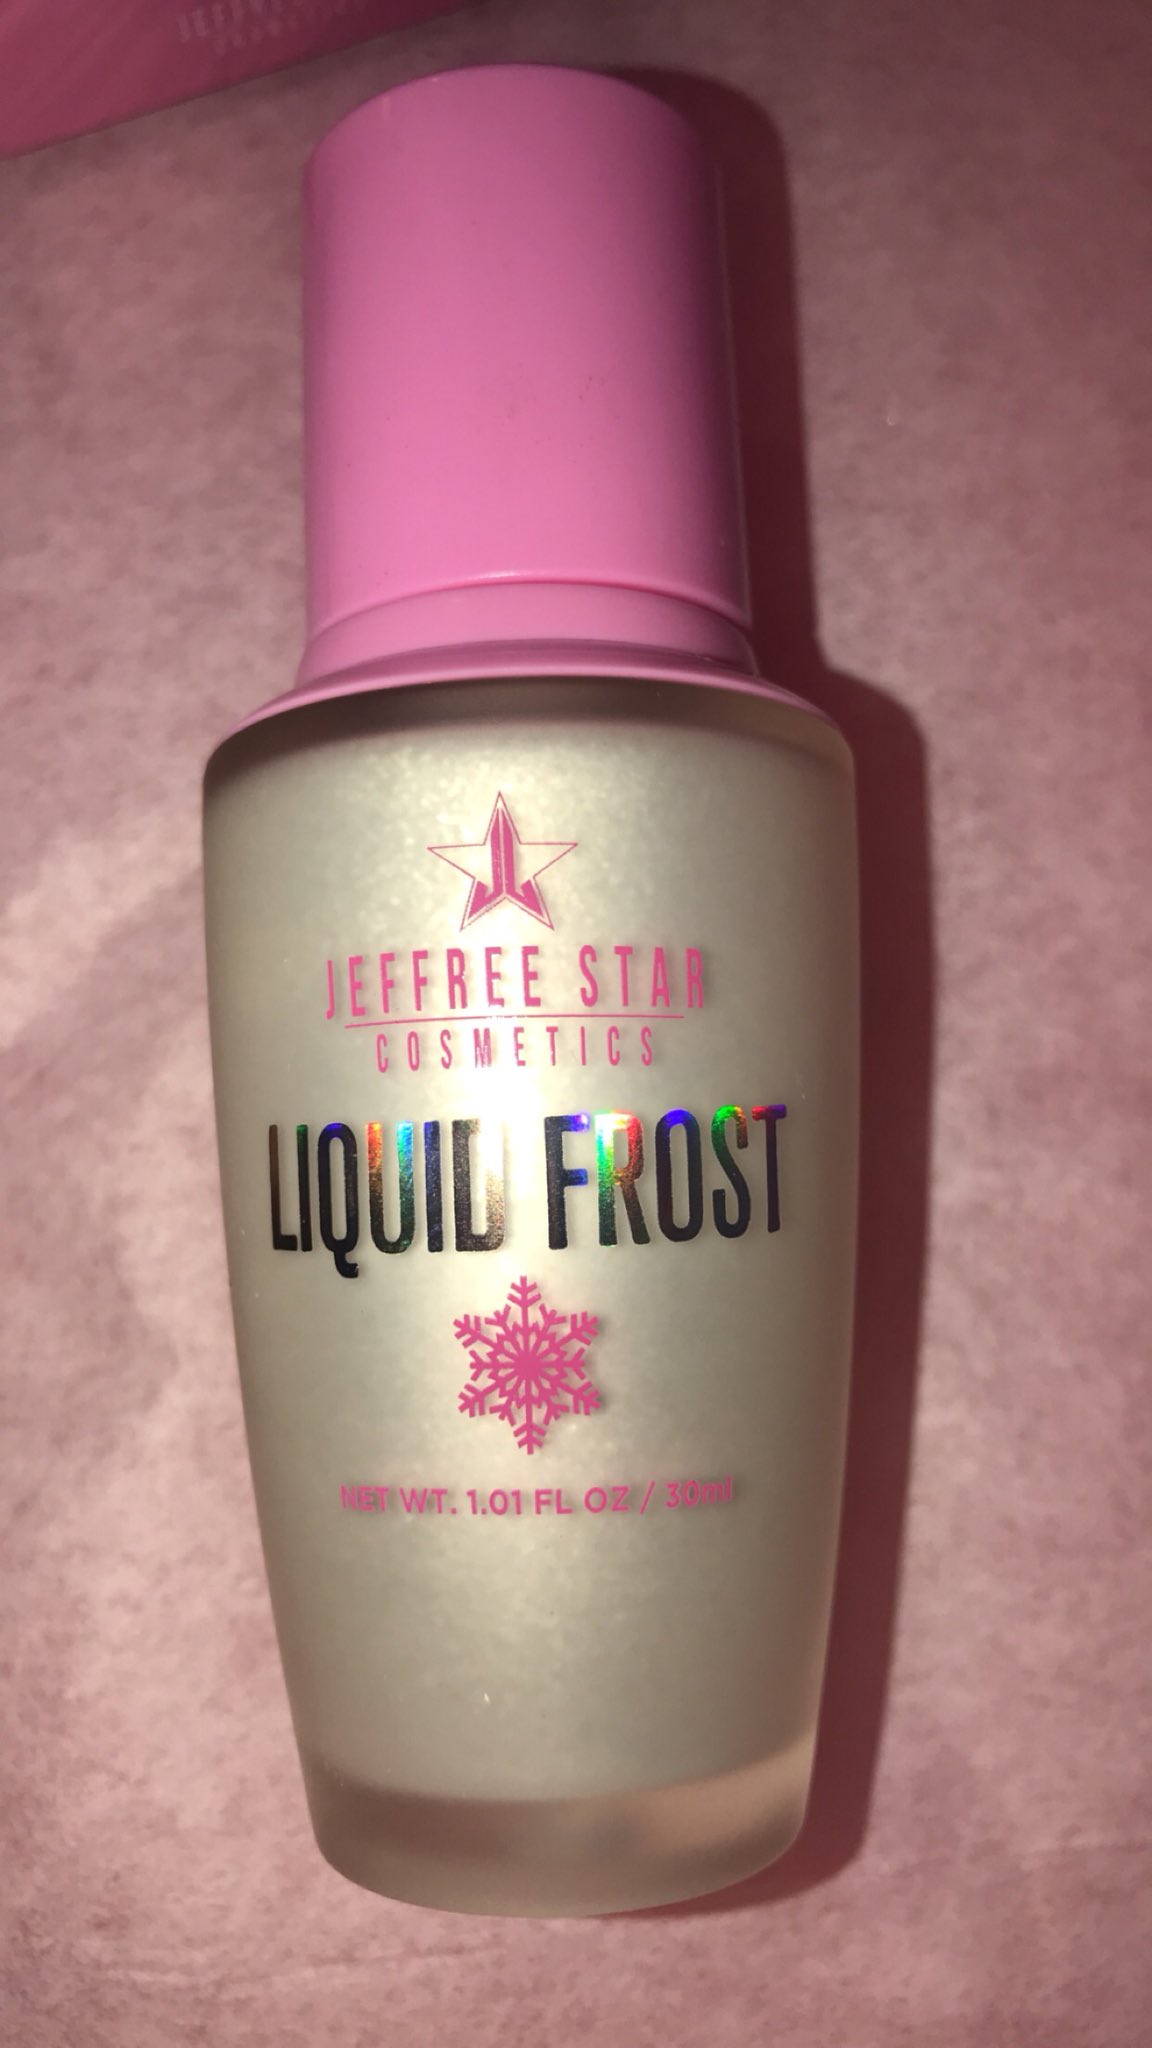 JEFFREE STAR
COSMETICS
LIQUID FROST
NET WT. 1.01 FL OZ / 30ml